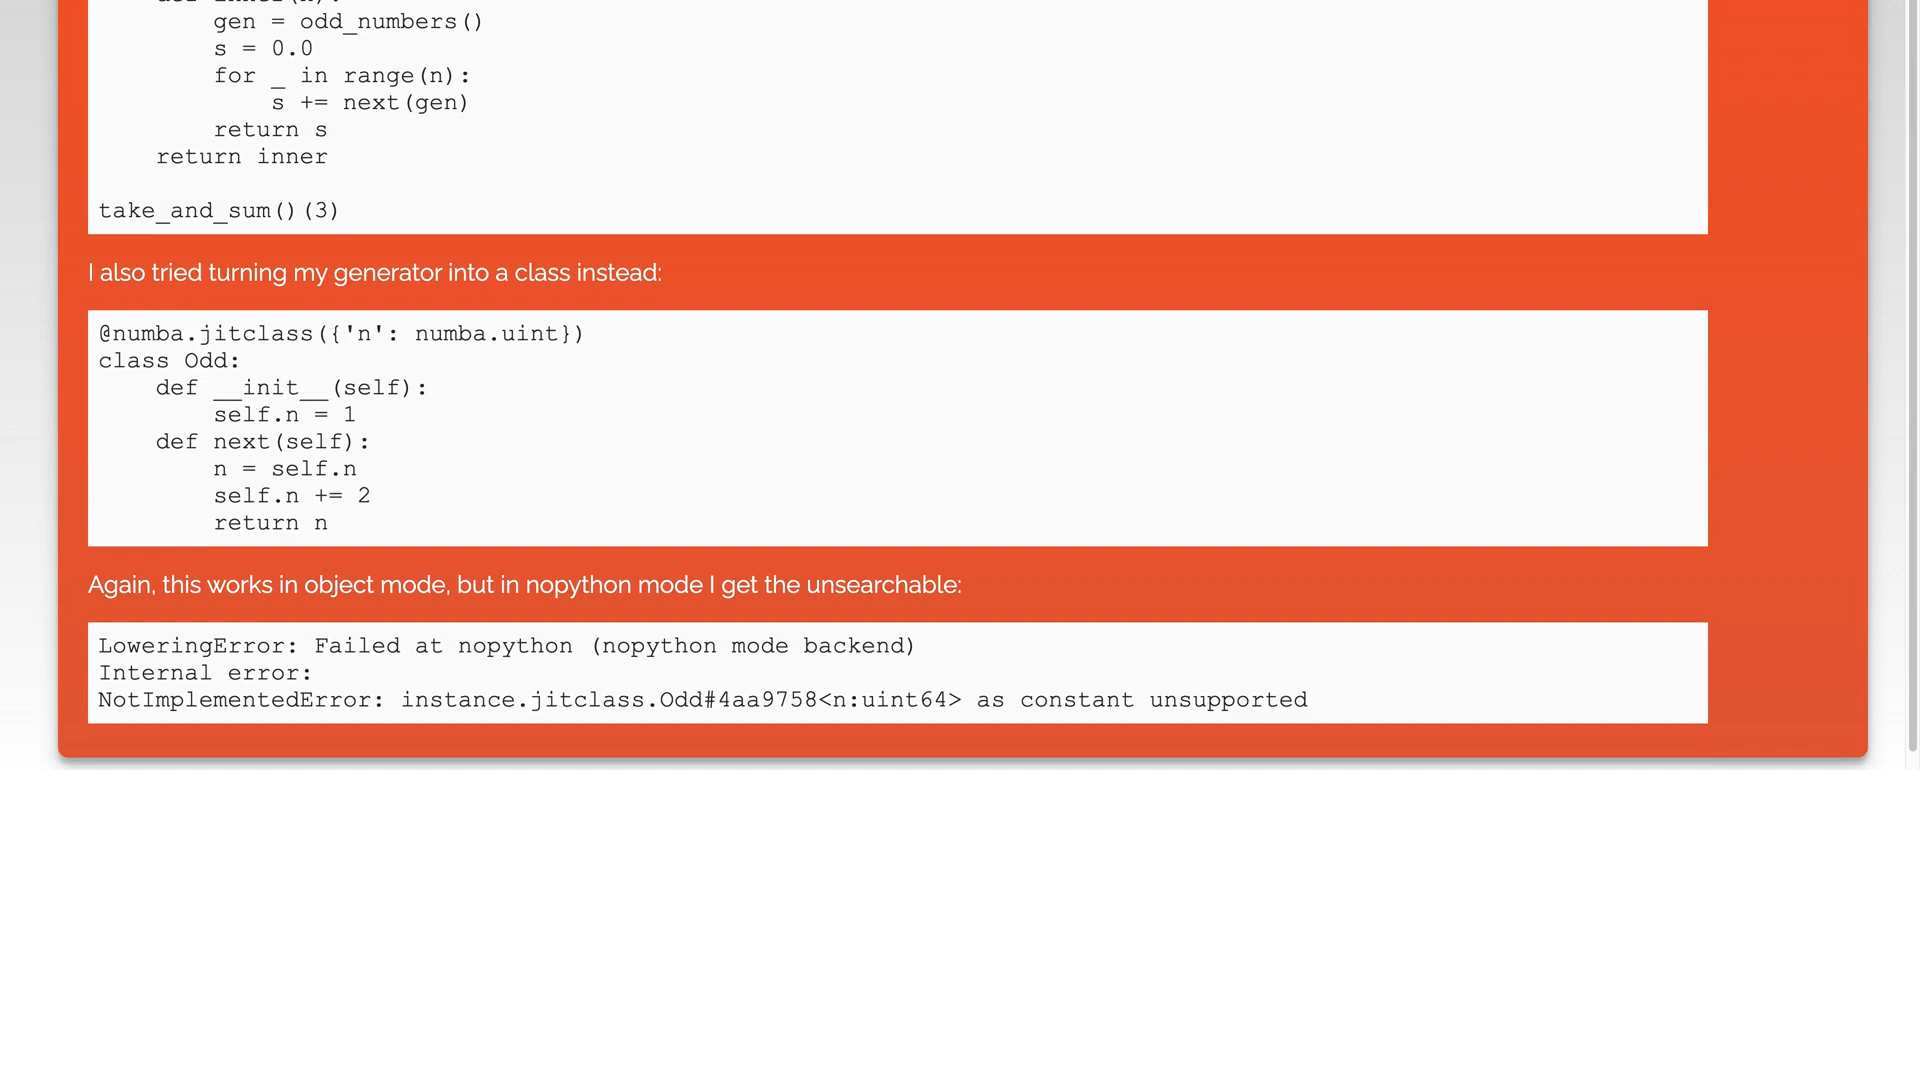 gen = odd_numbers()
s = 0.0
for _ in range(n):
s += next(gen)
return s
return inner
take_and_sum()(3)
I also tried turning my generator into a class instead:
@numba.jitclass({'n': numba.uint})
class Odd:
def __init__(self):
self.n = 1
def next(self):
n = self.n
self.n += 2
return n
Again, this works in object mode, but in nopython mode I get the unsearchable:
LoweringError: Failed at nopython (nopython mode backend)
Internal error:
NotImplementedError: instance.jitclass.Odd#4aa9758<n:uint64> as constant unsupported